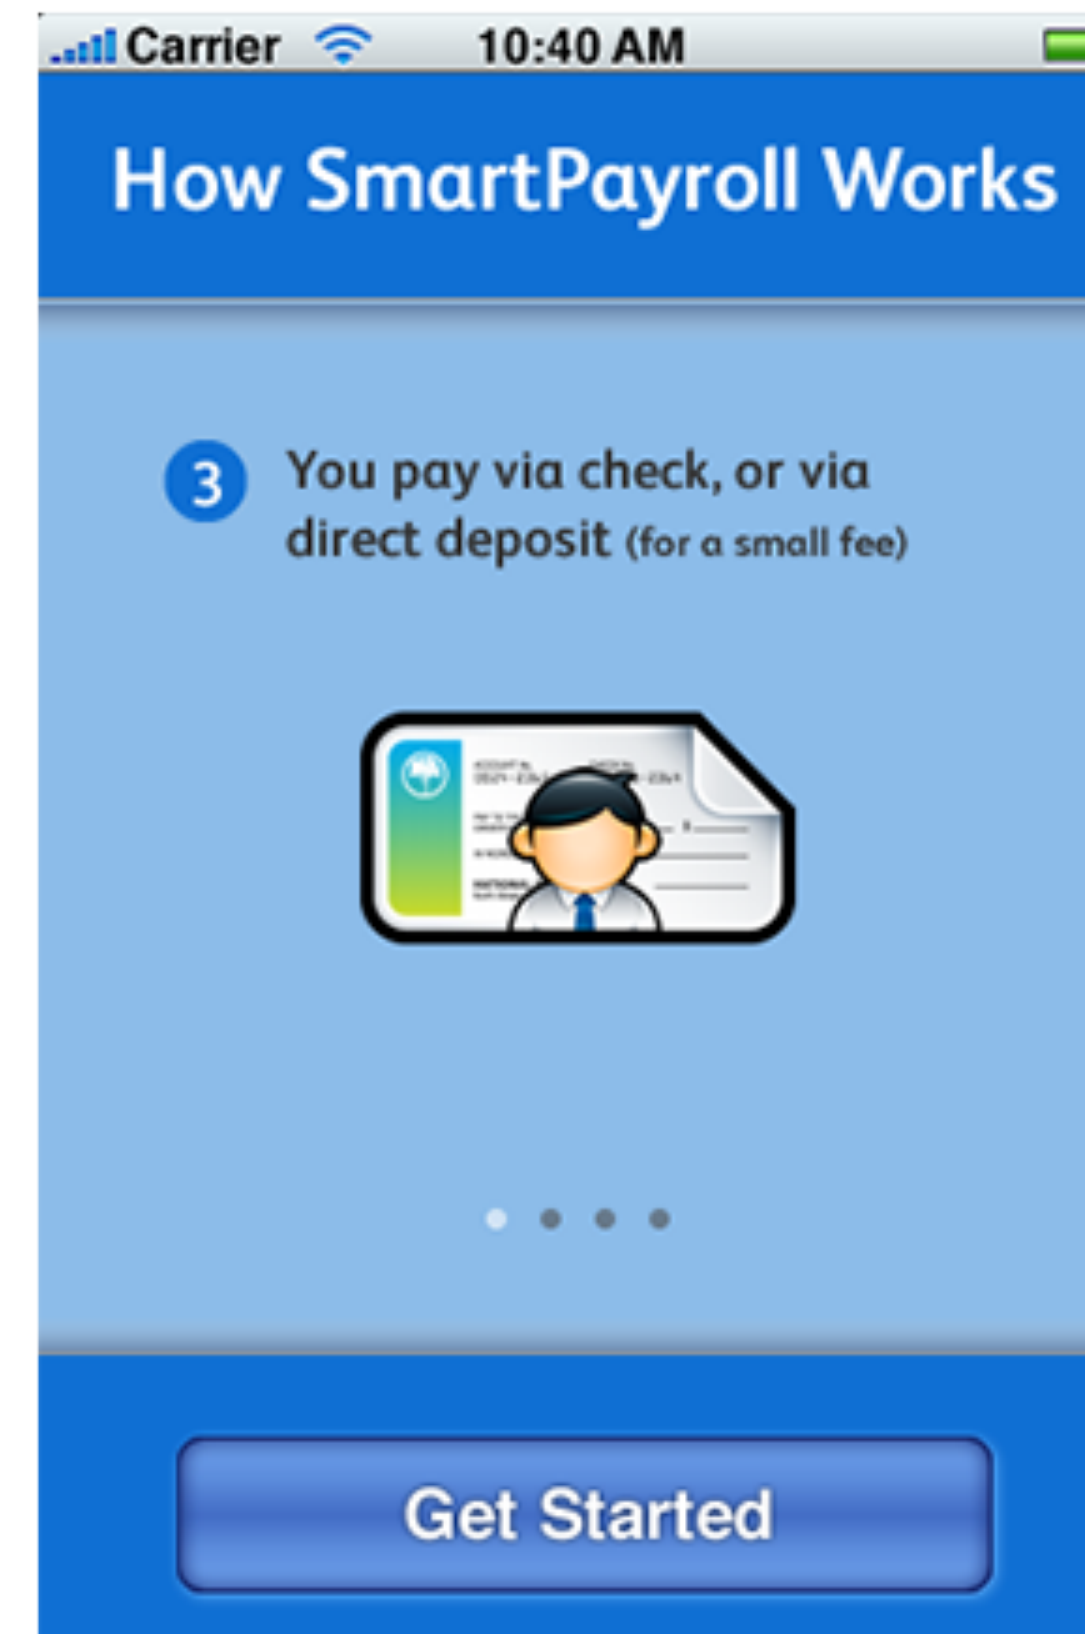 Carrier 10:40 AM
How SmartPayroll Works
3 You pay via check, or via
direct deposit (for a small fee)
Get Started